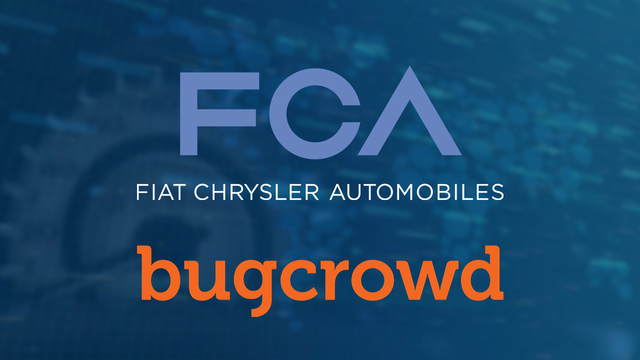 FCA
FIAT CHRYSLER AUTOMOBILES
bugcrowd